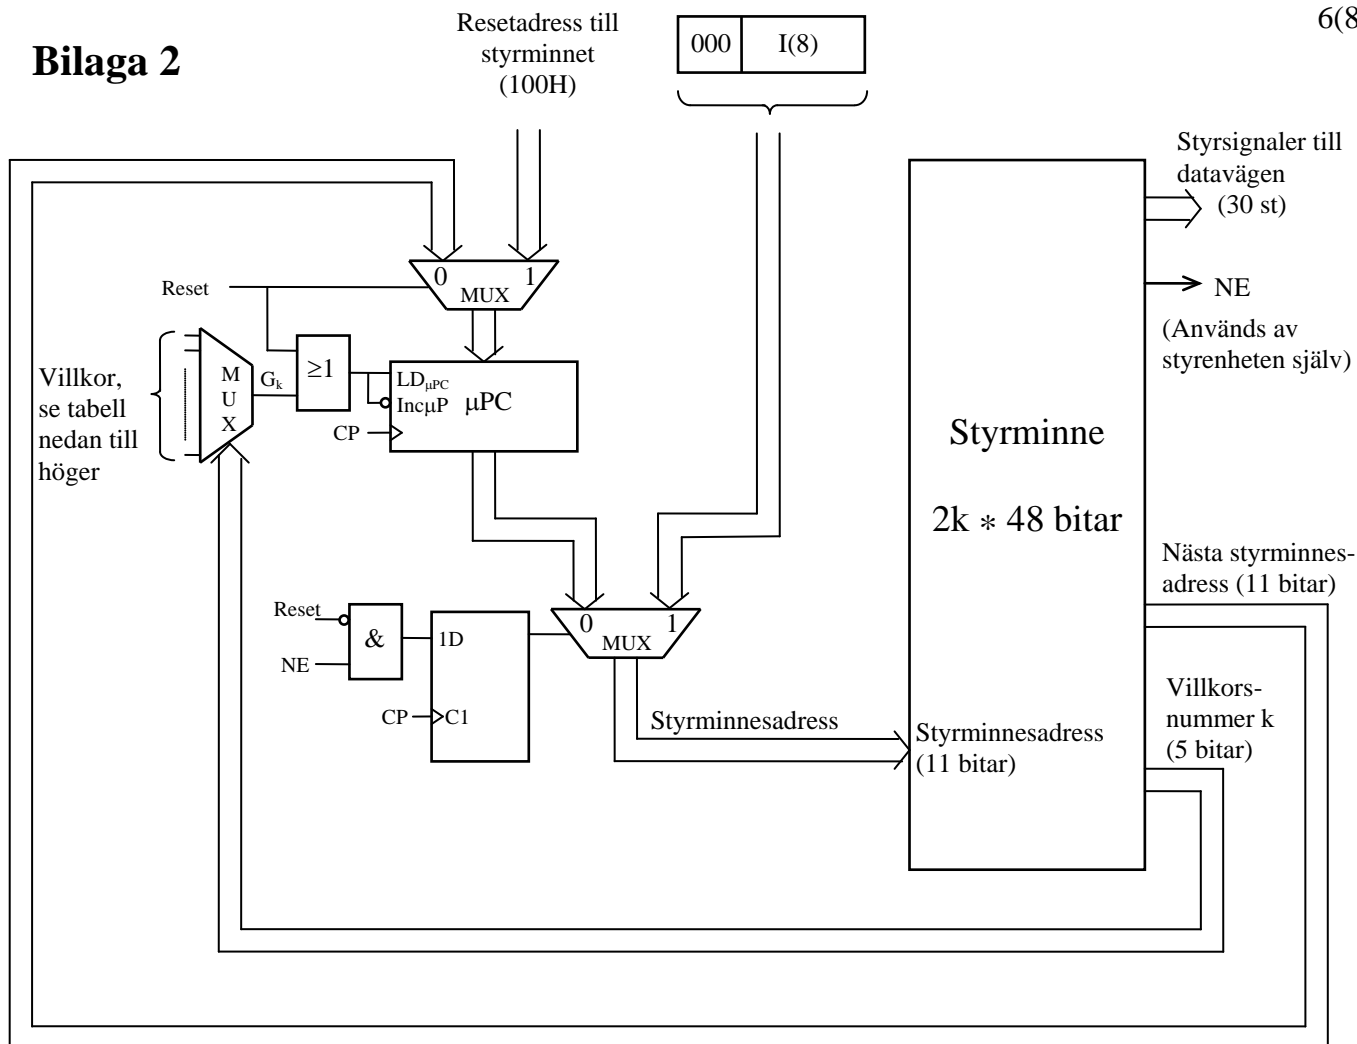 6(8
Bilaga 2
Resetadress till
styrminnet
(100H)
000 I(8)
Styrsignaler till
datavägen
(30 st)
NE
(Används av
styrenheten själv)
0 1
MUX
Reset
Villkor,
se tabell
nedan till
höger
M
U
X
Gk
≥1
LDμPC
IncμP
μPC
CP
Styrminne
2k * 48 bitar
Nästa styrminnes-
adress (11 bitar)
Reset
&
NE
1D
CP
C1
0 1
MUX
Styrminnesadress
Styrminnesadress
(11 bitar)
Villkors-
nummer k
(5 bitar)